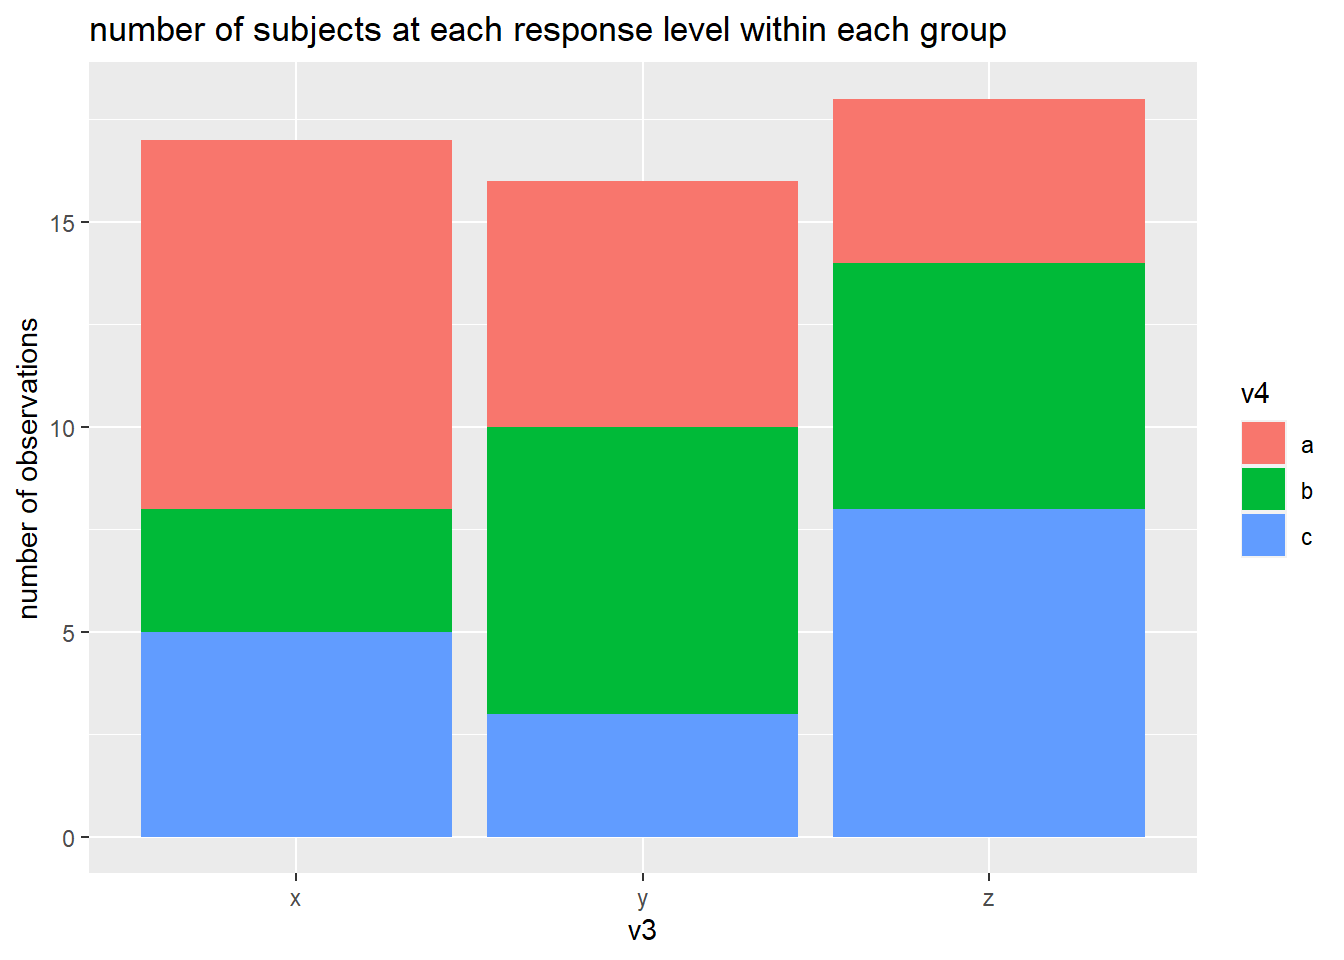 number of subjects at each response level within each group
number of observations
15
10
5
0
x
y
z
v3
v4
a
b
c